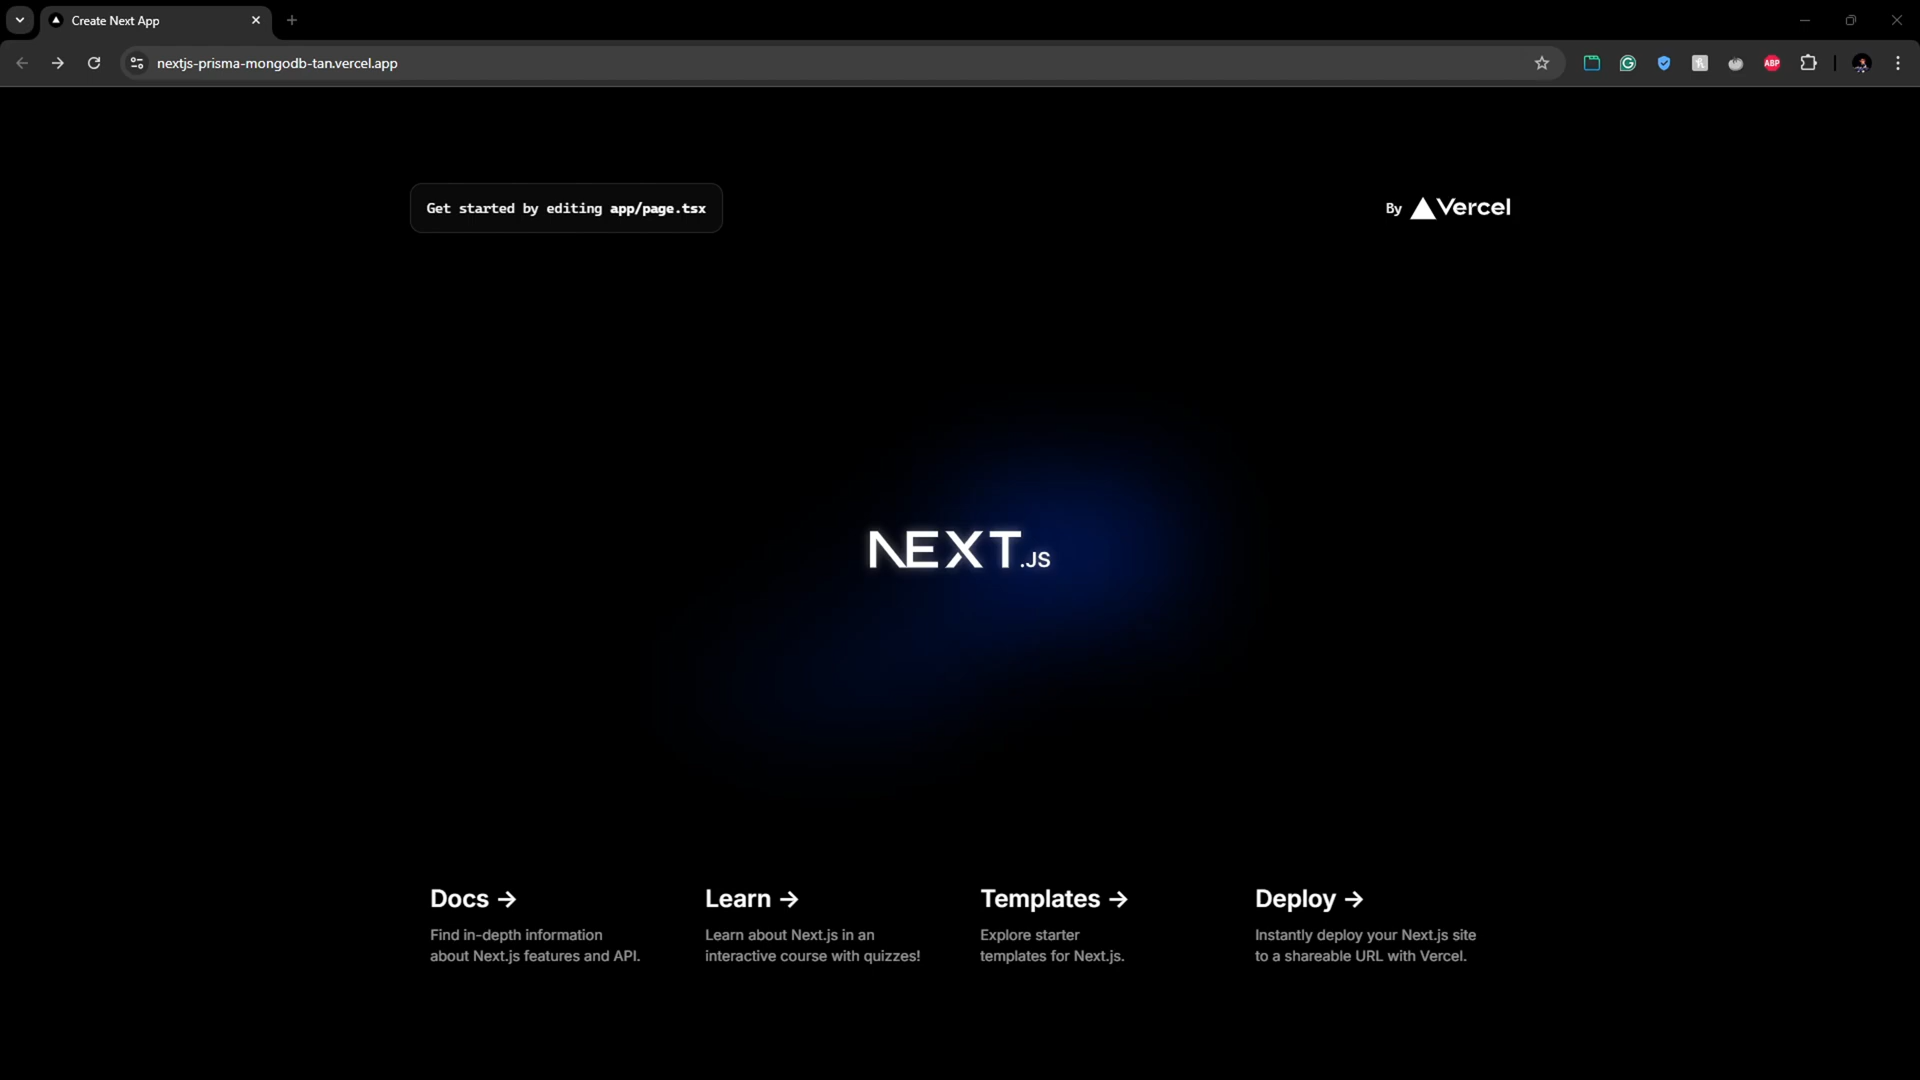 Create Next App
nextjs-prisma-mongodb-tan.vercel.app
ABP
Get started by editing app/page.tsx
By Vercel
NEXT.JS
Docs ->
Find in-depth information
about Next.js features and API.
Learn ->
Learn about Next.js in an
interactive course with quizzes!
Templates ->
Explore starter
templates for Next.js.
Deploy ->
Instantly deploy your Next.js site
to a shareable URL with Vercel.